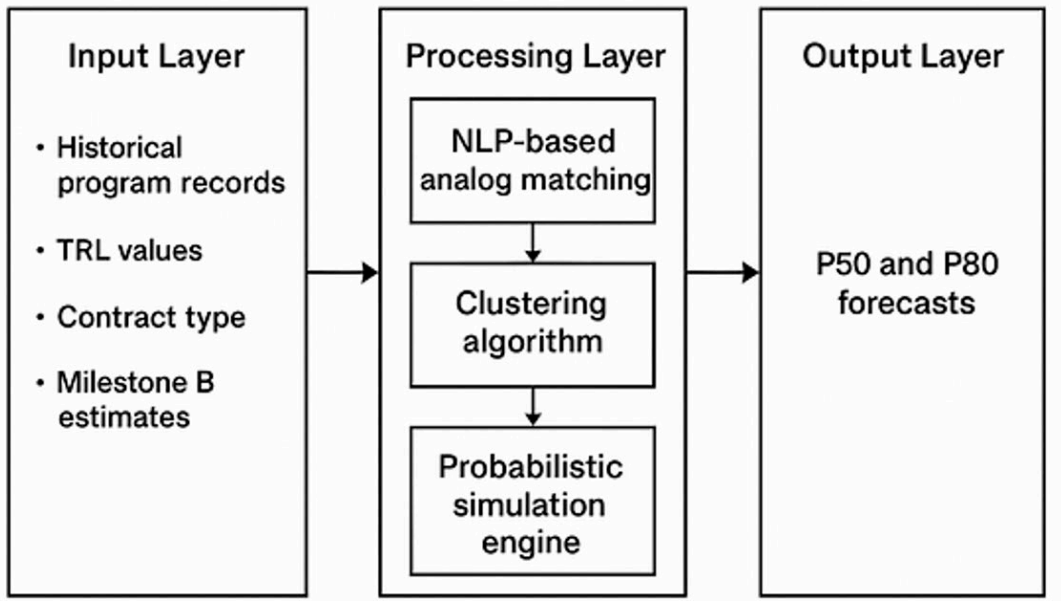 Input Layer
• Historical
program records
• TRL values
• Contract type
• Milestone B
estimates
Processing Layer
NLP-based
analog matching
Clustering
algorithm
Probabilistic
simulation
engine
Output Layer
P50 and P80
forecasts